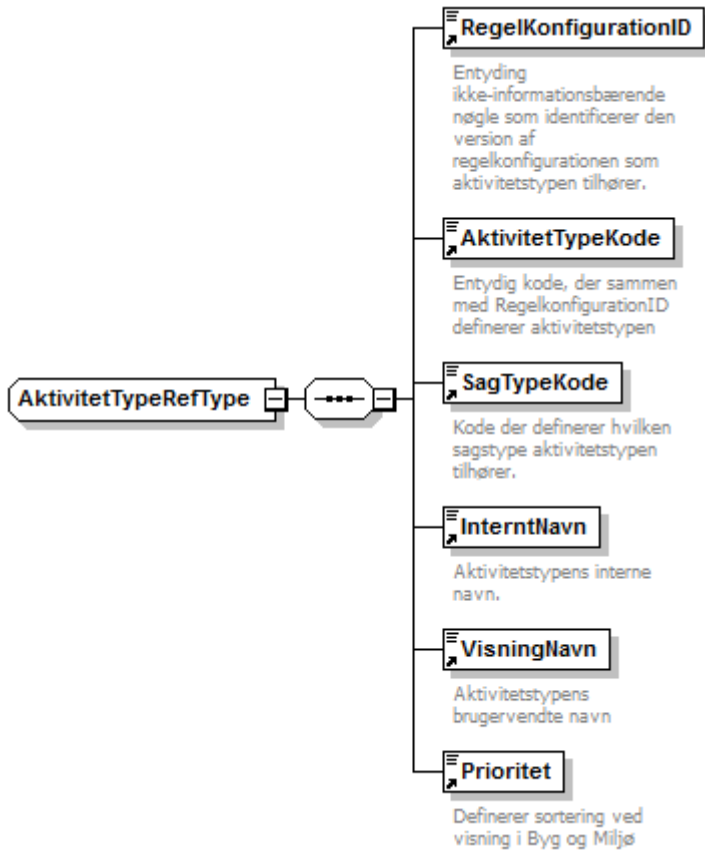 RegelKonfigurationID
Entyding
ikke-informationsbærende
nøgle som identificerer den
version af
regelkonfigurationen som
aktivitetstypen tilhører.
AktivitetTypeKode
Entydig kode, der sammen
med RegelkonfigurationID
definerer aktivitetstypen
AktivitetTypeRefType
SagTypeKode
Kode der definerer hvilken
sagstype aktivitetstypen
tilhører.
InterntNavn
Aktivitetstypens interne
navn.
VisningNavn
Aktivitetstypens
brugervendte navn
Prioritet
Definerer sortering ved
visning i Byg og Miljø